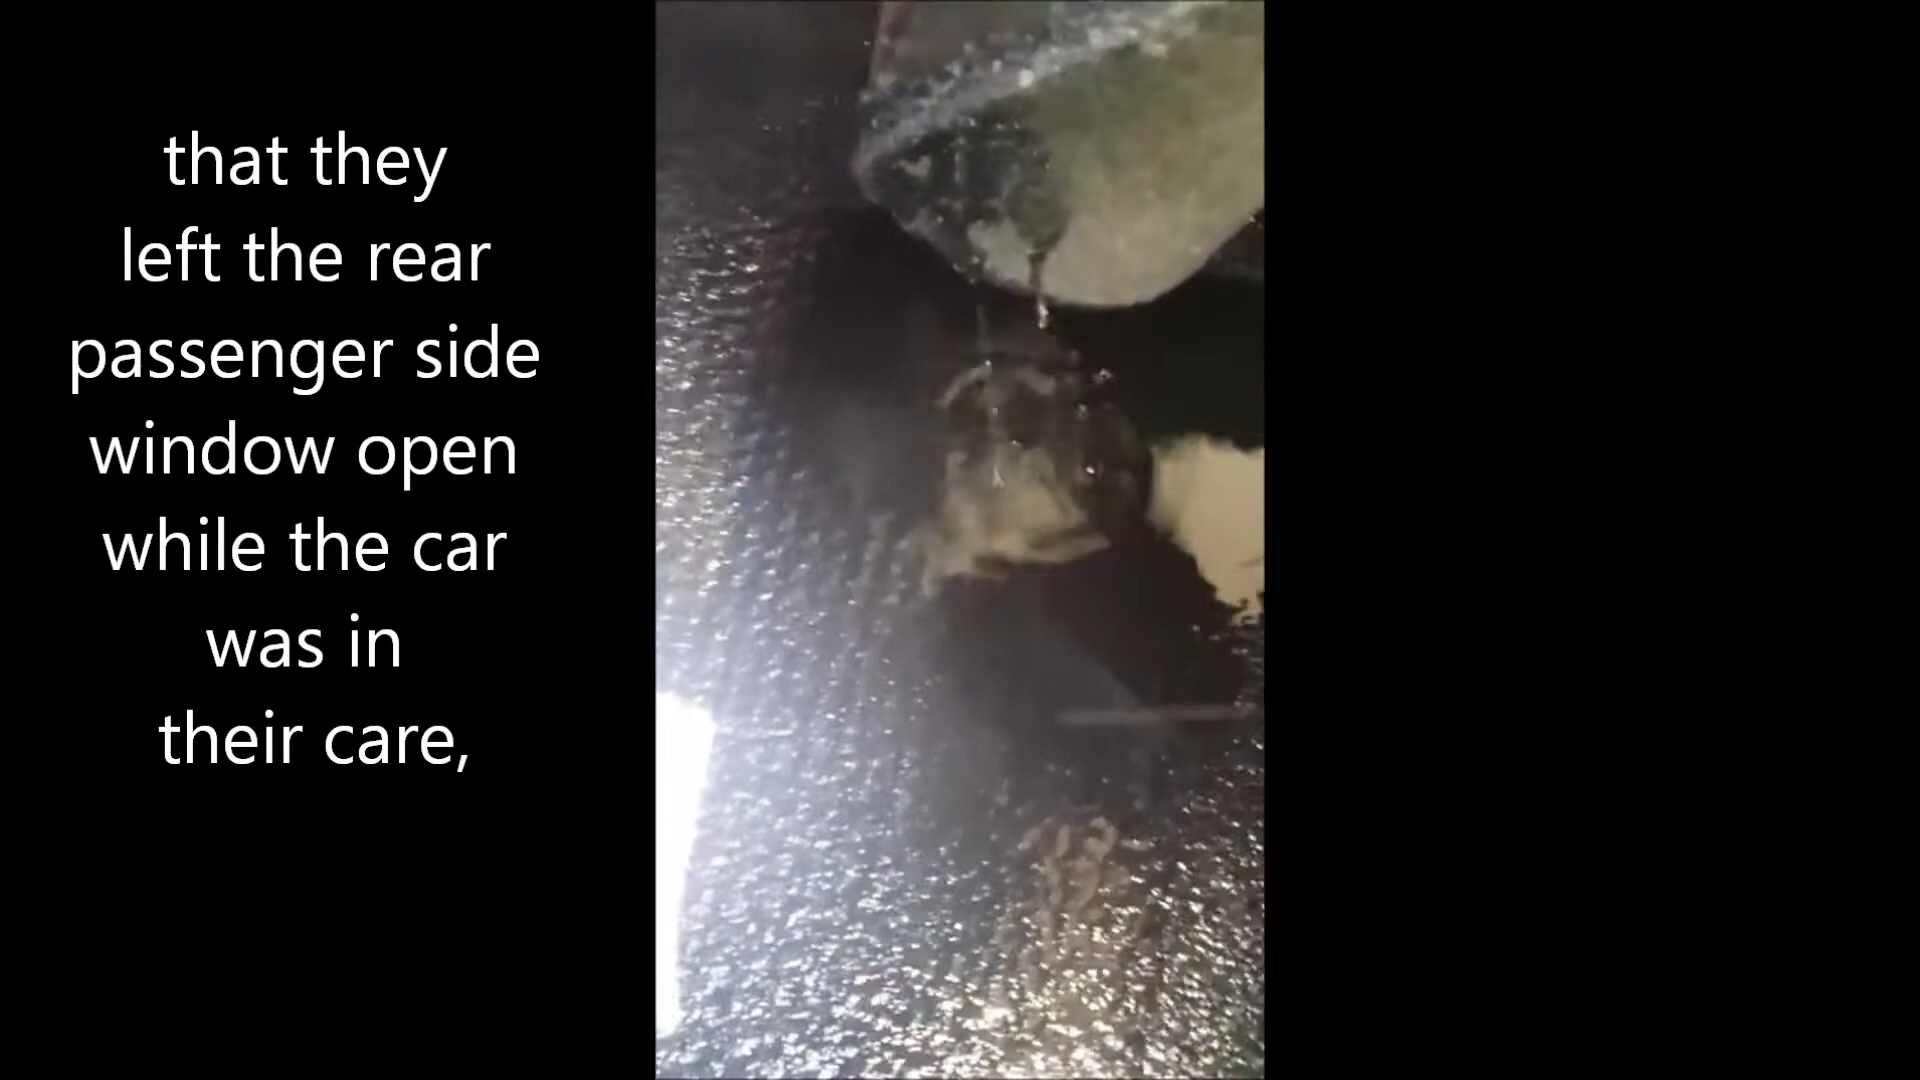 that they
left the rear
passenger side
window open
while the car
was in
their care,